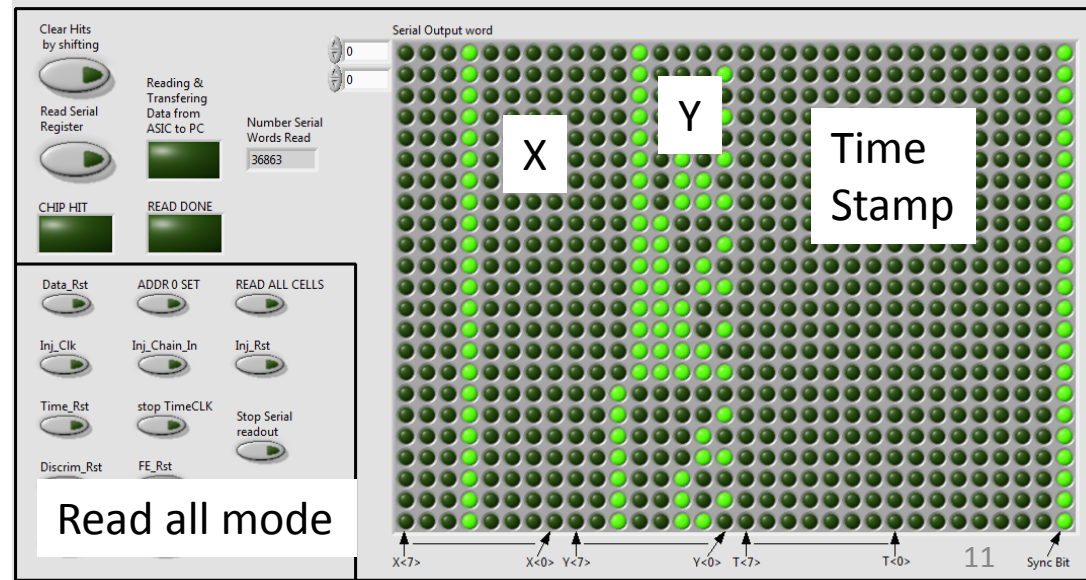 Clear Hits
by shifting
Serial Output word
0
0
Reading &
Transfering
Data from
ASIC to PC
Read Serial
Register
Number Serial
Words Read
36863
X
Y
Time
Stamp
CHIP HIT
READ DONE
Data_Rst
ADDR 0 SET
READ ALL CELLS
Inj_Clk
Inj_Chain_In
Inj_Rst
Time_Rst
stop TimeCLK
Stop Serial
readout
Discrim_Rst
FE_Rst
Read all mode
X<7>
X<0>
Y<7>
Y<0>
T<7>
T<0>
11
Sync Bit